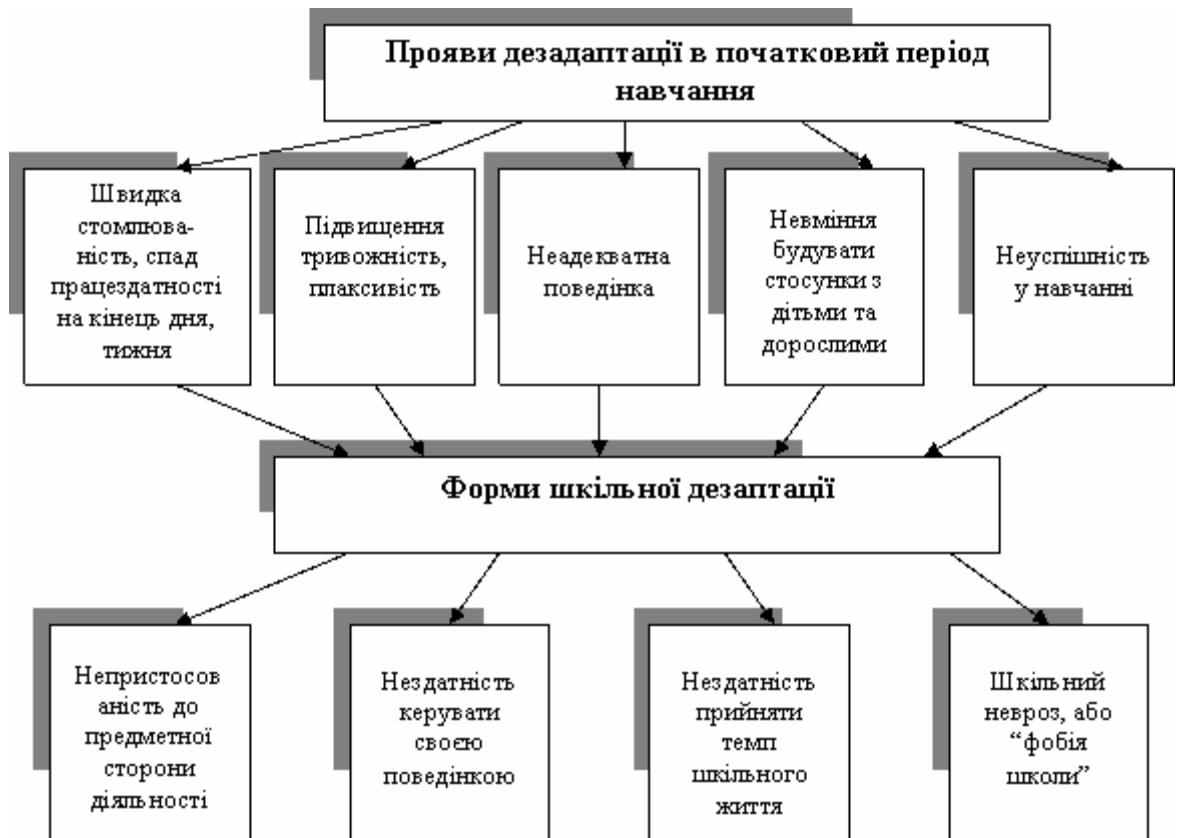 Прояви дезадаптації в початковий період
навчання
Швидка
стомлюва-
ність, спад
працездатності
на кінець дня,
тижня
Підвищення
тривожність,
плаксивість
Неадекватна
поведінка
Невміння
будувати
стосунки з
дітьми та
дорослими
Неуспішність
у навчанні
Форми шкільної дезаптації
Непристосов
аність до
предметної
сторони
діяльності
Нездатність
керувати
своєю
поведінкою
Нездатність
прийняти
темп
шкільного
життя
Шкільний
невроз, або
“фобія
школи”